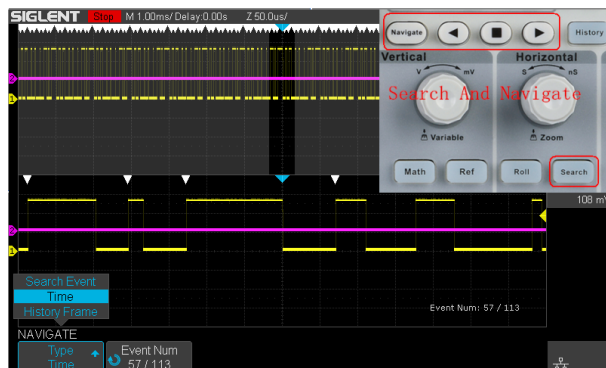 SIGLENT Stop M 1.00ms/ Delay:0.00s Z 50.0us/
Navigate
History
Vertical
Horizontal
V mV
S nS
Search And Navigate
Variable
Zoom
Math
Ref
Roll
Search
2
1
108 mV
2
1
Search Event
Time
History Frame
Event Num: 57 / 113
NAVIGATE
Type
Time
Event Num
57 / 113